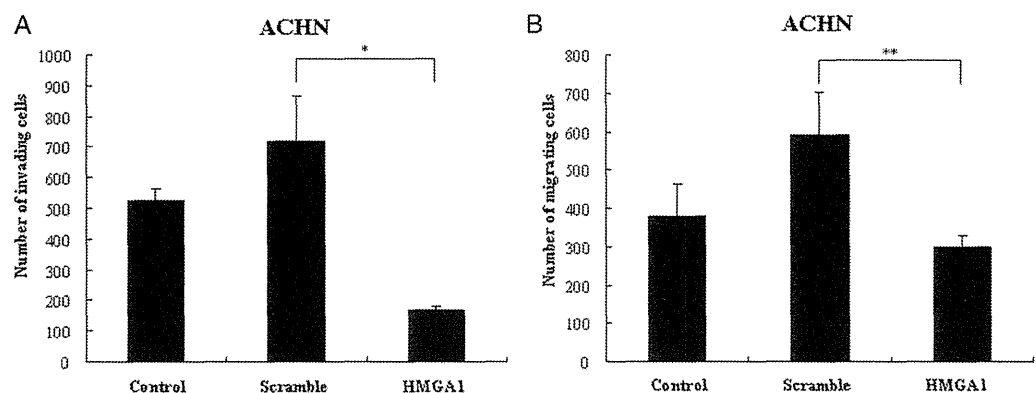 A
ACHN
*
Number of invading cells
1000
900
800
700
600
500
400
300
200
100
0
Control
Scramble
HMGA1
B
ACHN
**
Number of migrating cells
800
700
600
500
400
300
200
100
0
Control
Scramble
HMGA1